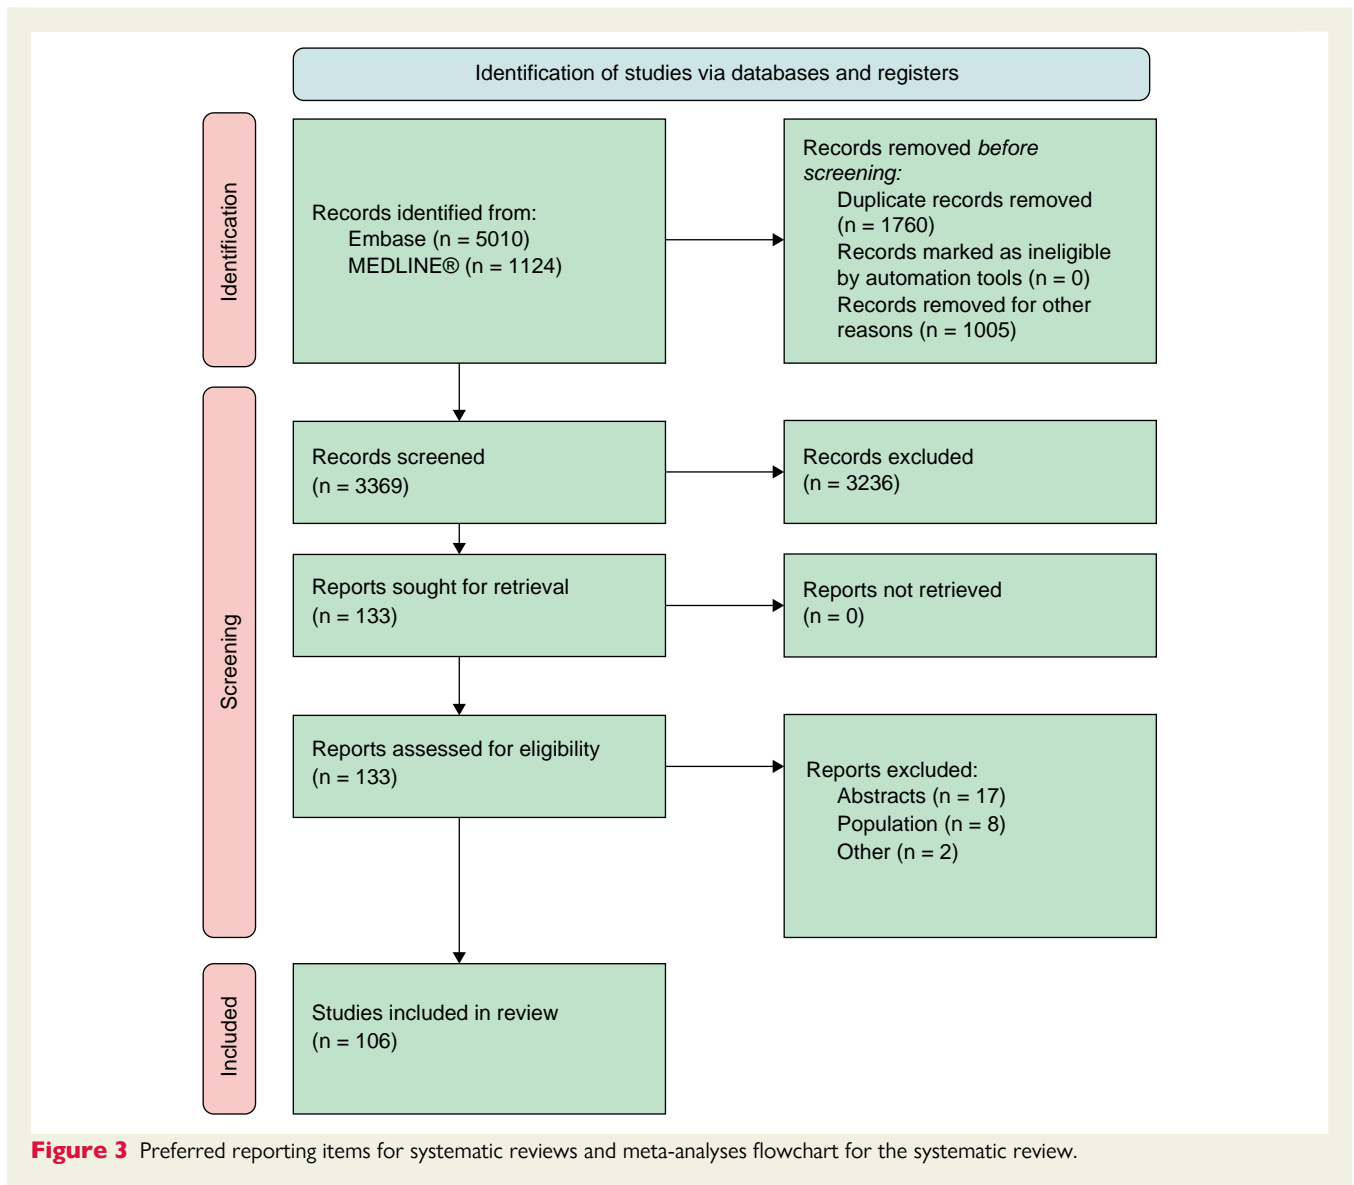 Identification of studies via databases and registers
Identification
Records identified from:
Embase (n = 5010)
MEDLINE® (n = 1124)
Records removed before
screening:
Duplicate records removed
(n = 1760)
Records marked as ineligible
by automation tools (n = 0)
Records removed for other
reasons (n = 1005)
Screening
Records screened
(n = 3369)
Records excluded
(n = 3236)
Reports sought for retrieval
(n = 133)
Reports not retrieved
(n = 0)
Reports assessed for eligibility
(n = 133)
Reports excluded:
Abstracts (n = 17)
Population (n = 8)
Other (n = 2)
Included
Studies included in review
(n = 106)
Figure 3 Preferred reporting items for systematic reviews and meta-analyses flowchart for the systematic review.